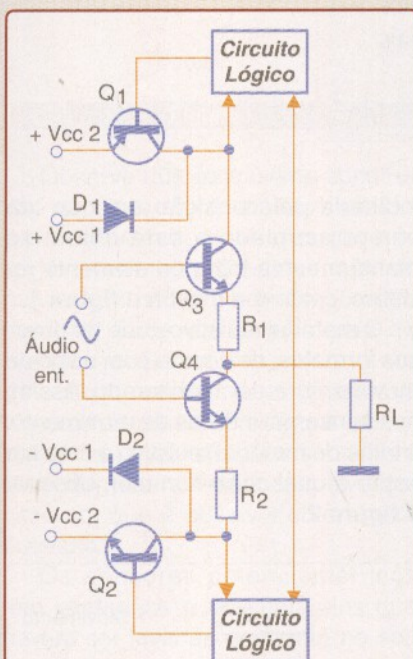 Circuito
Lógico
Q1
+ Vcc 2
D1
+ Vcc 1
Q3
R1
Áudio
ent.
Q4
RL
D2
- Vcc 1
- Vcc 2
R2
Q2
Circuito
Lógico